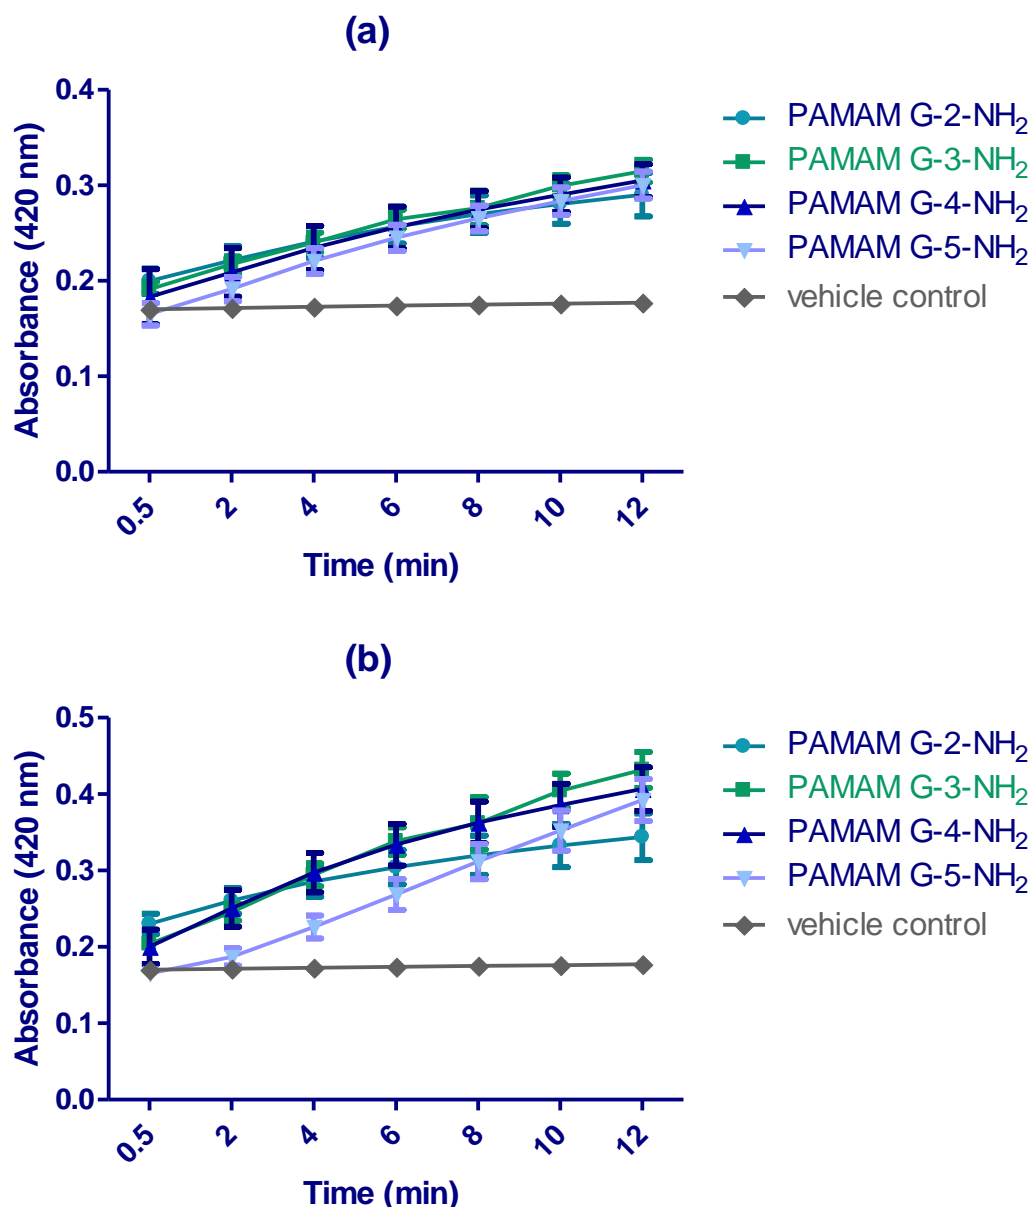 (a)
Absorbance (420 nm)
0.4
0.3
0.2
0.1
0.0
0.5 2 4 6 8 10 12
Time (min)
PAMAM G-2-NH₂
PAMAM G-3-NH₂
PAMAM G-4-NH₂
PAMAM G-5-NH₂
vehicle control
(b)
Absorbance (420 nm)
0.5
0.4
0.3
0.2
0.1
0.0
0.5 2 4 6 8 10 12
Time (min)
PAMAM G-2-NH₂
PAMAM G-3-NH₂
PAMAM G-4-NH₂
PAMAM G-5-NH₂
vehicle control